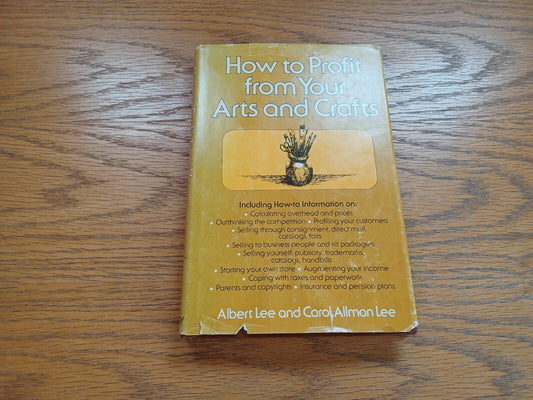 How to Profit
from Your
Arts and Crafts
Including How-to Information on:
• Calculating overhead and prices
• Outthinking the competition • Profiling your customers
• Selling through consignment, direct mail,
catalogs, fairs
• Selling to business people and kit packagers
• Selling yourself: publicity, trademarks,
catalogs, handbills
• Starting your own store • Augmenting your income
• Coping with taxes and paperwork
• Patents and copyrights • Insurance and pension plans
Albert Lee and Carol Allman Lee